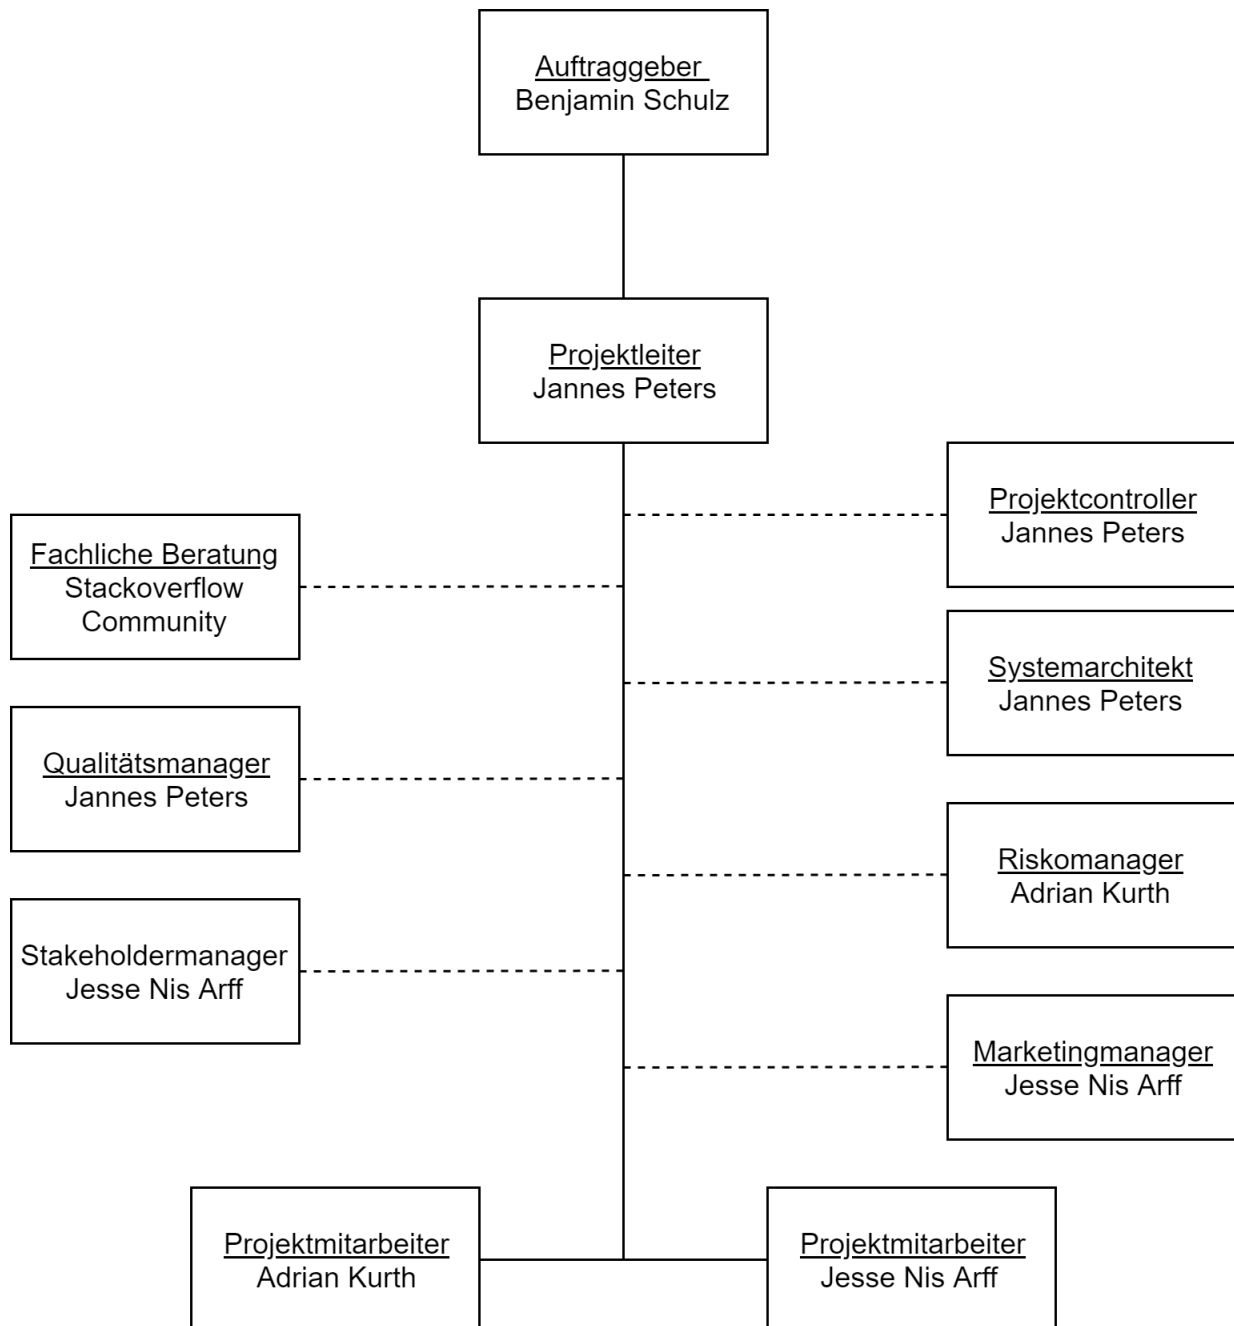 Auftraggeber
Benjamin Schulz
Projektleiter
Jannes Peters
Projektcontroller
Jannes Peters
Fachliche Beratung
Stackoverflow
Community
Systemarchitekt
Jannes Peters
Qualitätsmanager
Jannes Peters
Riskomanager
Adrian Kurth
Stakeholdermanager
Jesse Nis Arff
Marketingmanager
Jesse Nis Arff
Projektmitarbeiter
Adrian Kurth
Projektmitarbeiter
Jesse Nis Arff